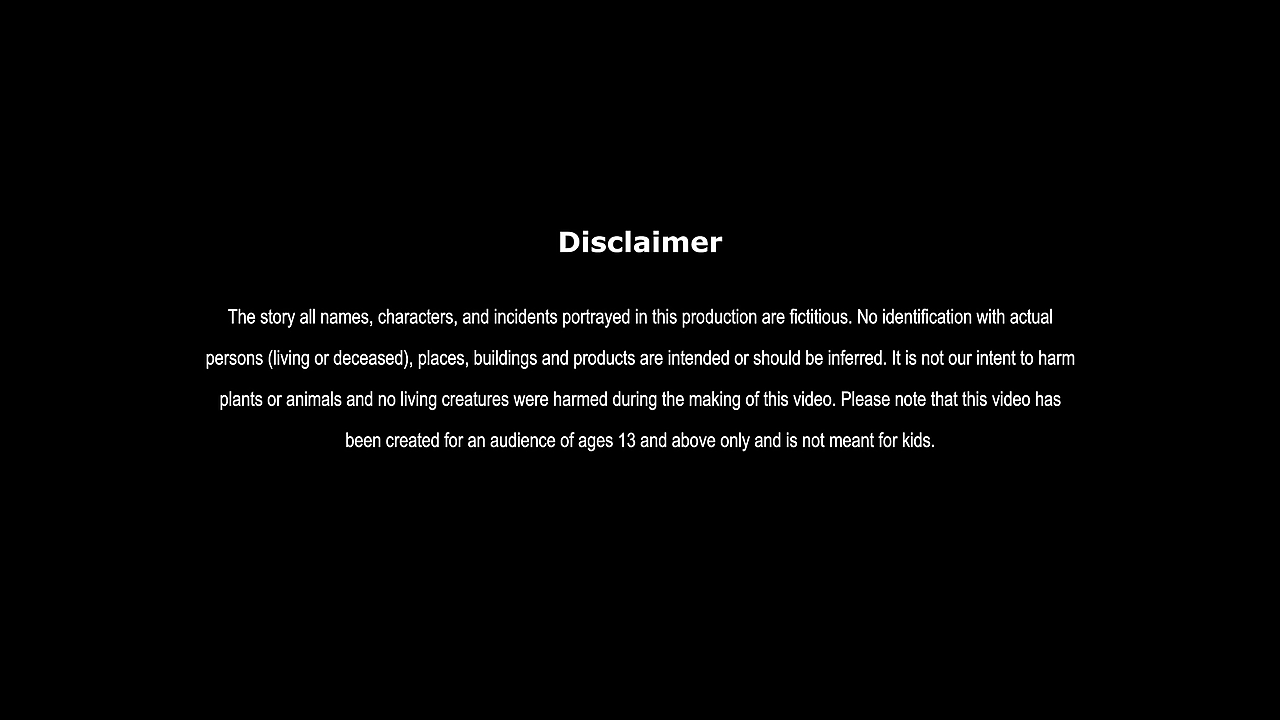 Disclaimer
The story all names, characters, and incidents portrayed in this production are fictitious. No identification with actual
persons (living or deceased), places, buildings and products are intended or should be inferred. It is not our intent to harm
plants or animals and no living creatures were harmed during the making of this video. Please note that this video has
been created for an audience of ages 13 and above only and is not meant for kids.